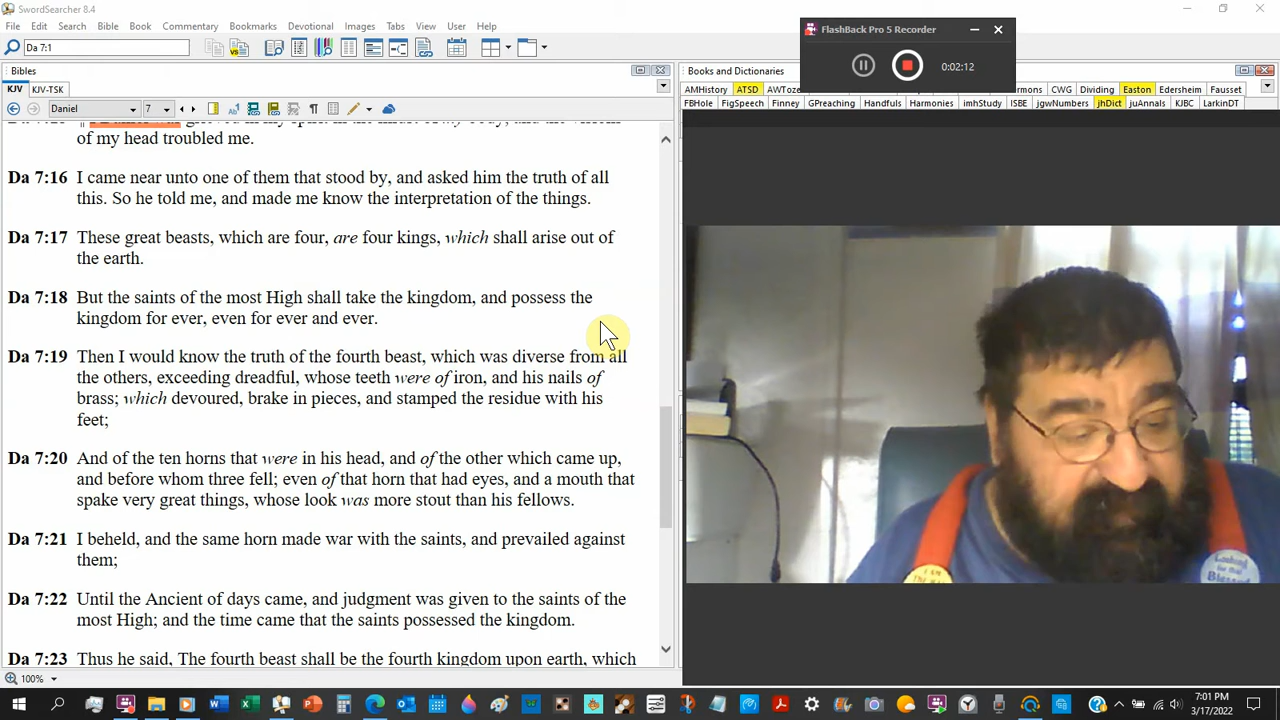 SwordSearcher 8.4
File Edit Search Bible Book Commentary Bookmarks Devotional Images Tabs View User Help
Da 7:1
FlashBack Pro 5 Recorder
0:02:12
Bibles
Books and Dictionaries
KJV KJV-TSK
AMHistory ATSD AWToze
rmons CWG Dividing Easton Edersheim Fausset
FBHole FigSpeech Finney GPreaching Handfuls Harmonies imhStudy ISBE jgwNumbers jhDict juAnnals KJBC LarkinDT
Daniel 7
of my head troubled me.
Da 7:16 I came near unto one of them that stood by, and asked him the truth of all
this. So he told me, and made me know the interpretation of the things.
Da 7:17 These great beasts, which are four, are four kings, which shall arise out of
the earth.
Da 7:18 But the saints of the most High shall take the kingdom, and possess the
kingdom for ever, even for ever and ever.
Da 7:19 Then I would know the truth of the fourth beast, which was diverse from all
the others, exceeding dreadful, whose teeth were of iron, and his nails of
brass; which devoured, brake in pieces, and stamped the residue with his
feet;
Da 7:20 And of the ten horns that were in his head, and of the other which came up,
and before whom three fell; even of that horn that had eyes, and a mouth that
spake very great things, whose look was more stout than his fellows.
Da 7:21 I beheld, and the same horn made war with the saints, and prevailed against
them;
Da 7:22 Until the Ancient of days came, and judgment was given to the saints of the
most High; and the time came that the saints possessed the kingdom.
Da 7:23 Thus he said, The fourth beast shall be the fourth kingdom upon earth, which
100%
I AM
Looking
for that
Blessed
7:01 PM
3/17/2022